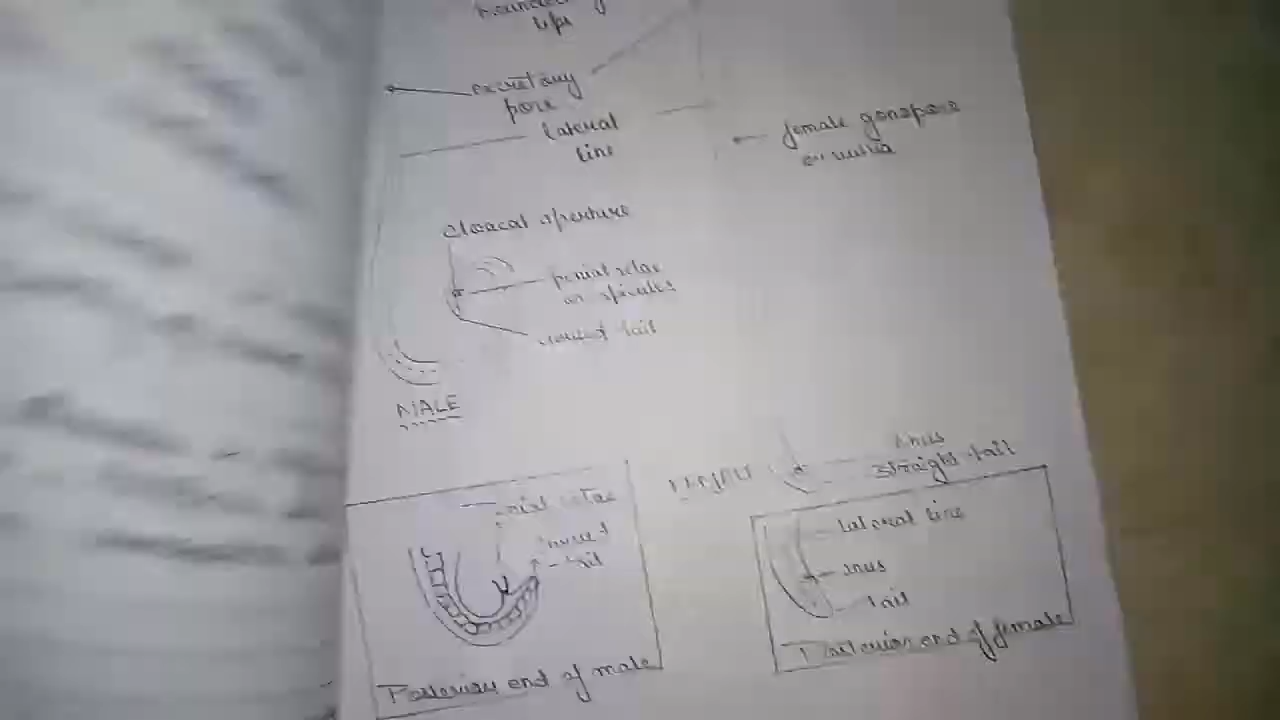 lips
excretory
pore
lateral
line
female gonopore
or vulva
cloacal aperture
penial setae
or spicules
curved tail
MALE
anus
straight tail
setae
curved
tail
Posterior end of male
lateral line
anus
tail
Posterior end of female